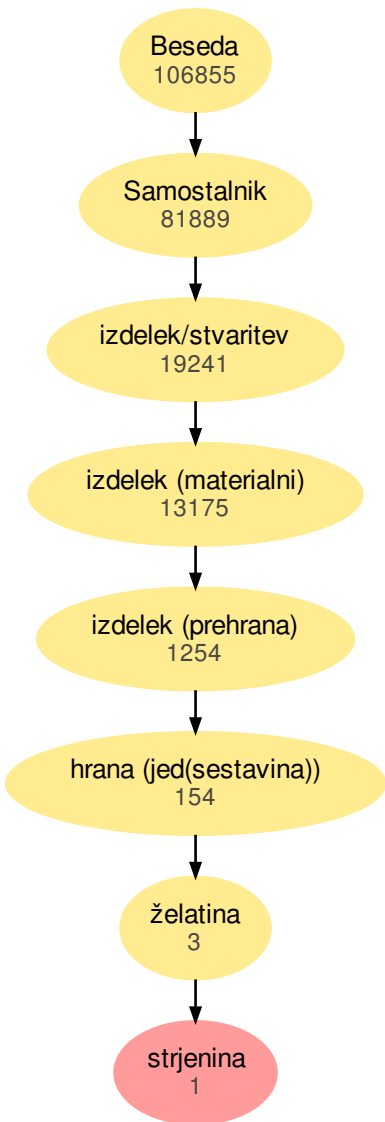 Beseda
106855
Samostalnik
81889
izdelek/stvaritev
19241
izdelek (materialni)
13175
izdelek (prehrana)
1254
hrana (jed(sestavina))
154
želatina
3
strjenina
1